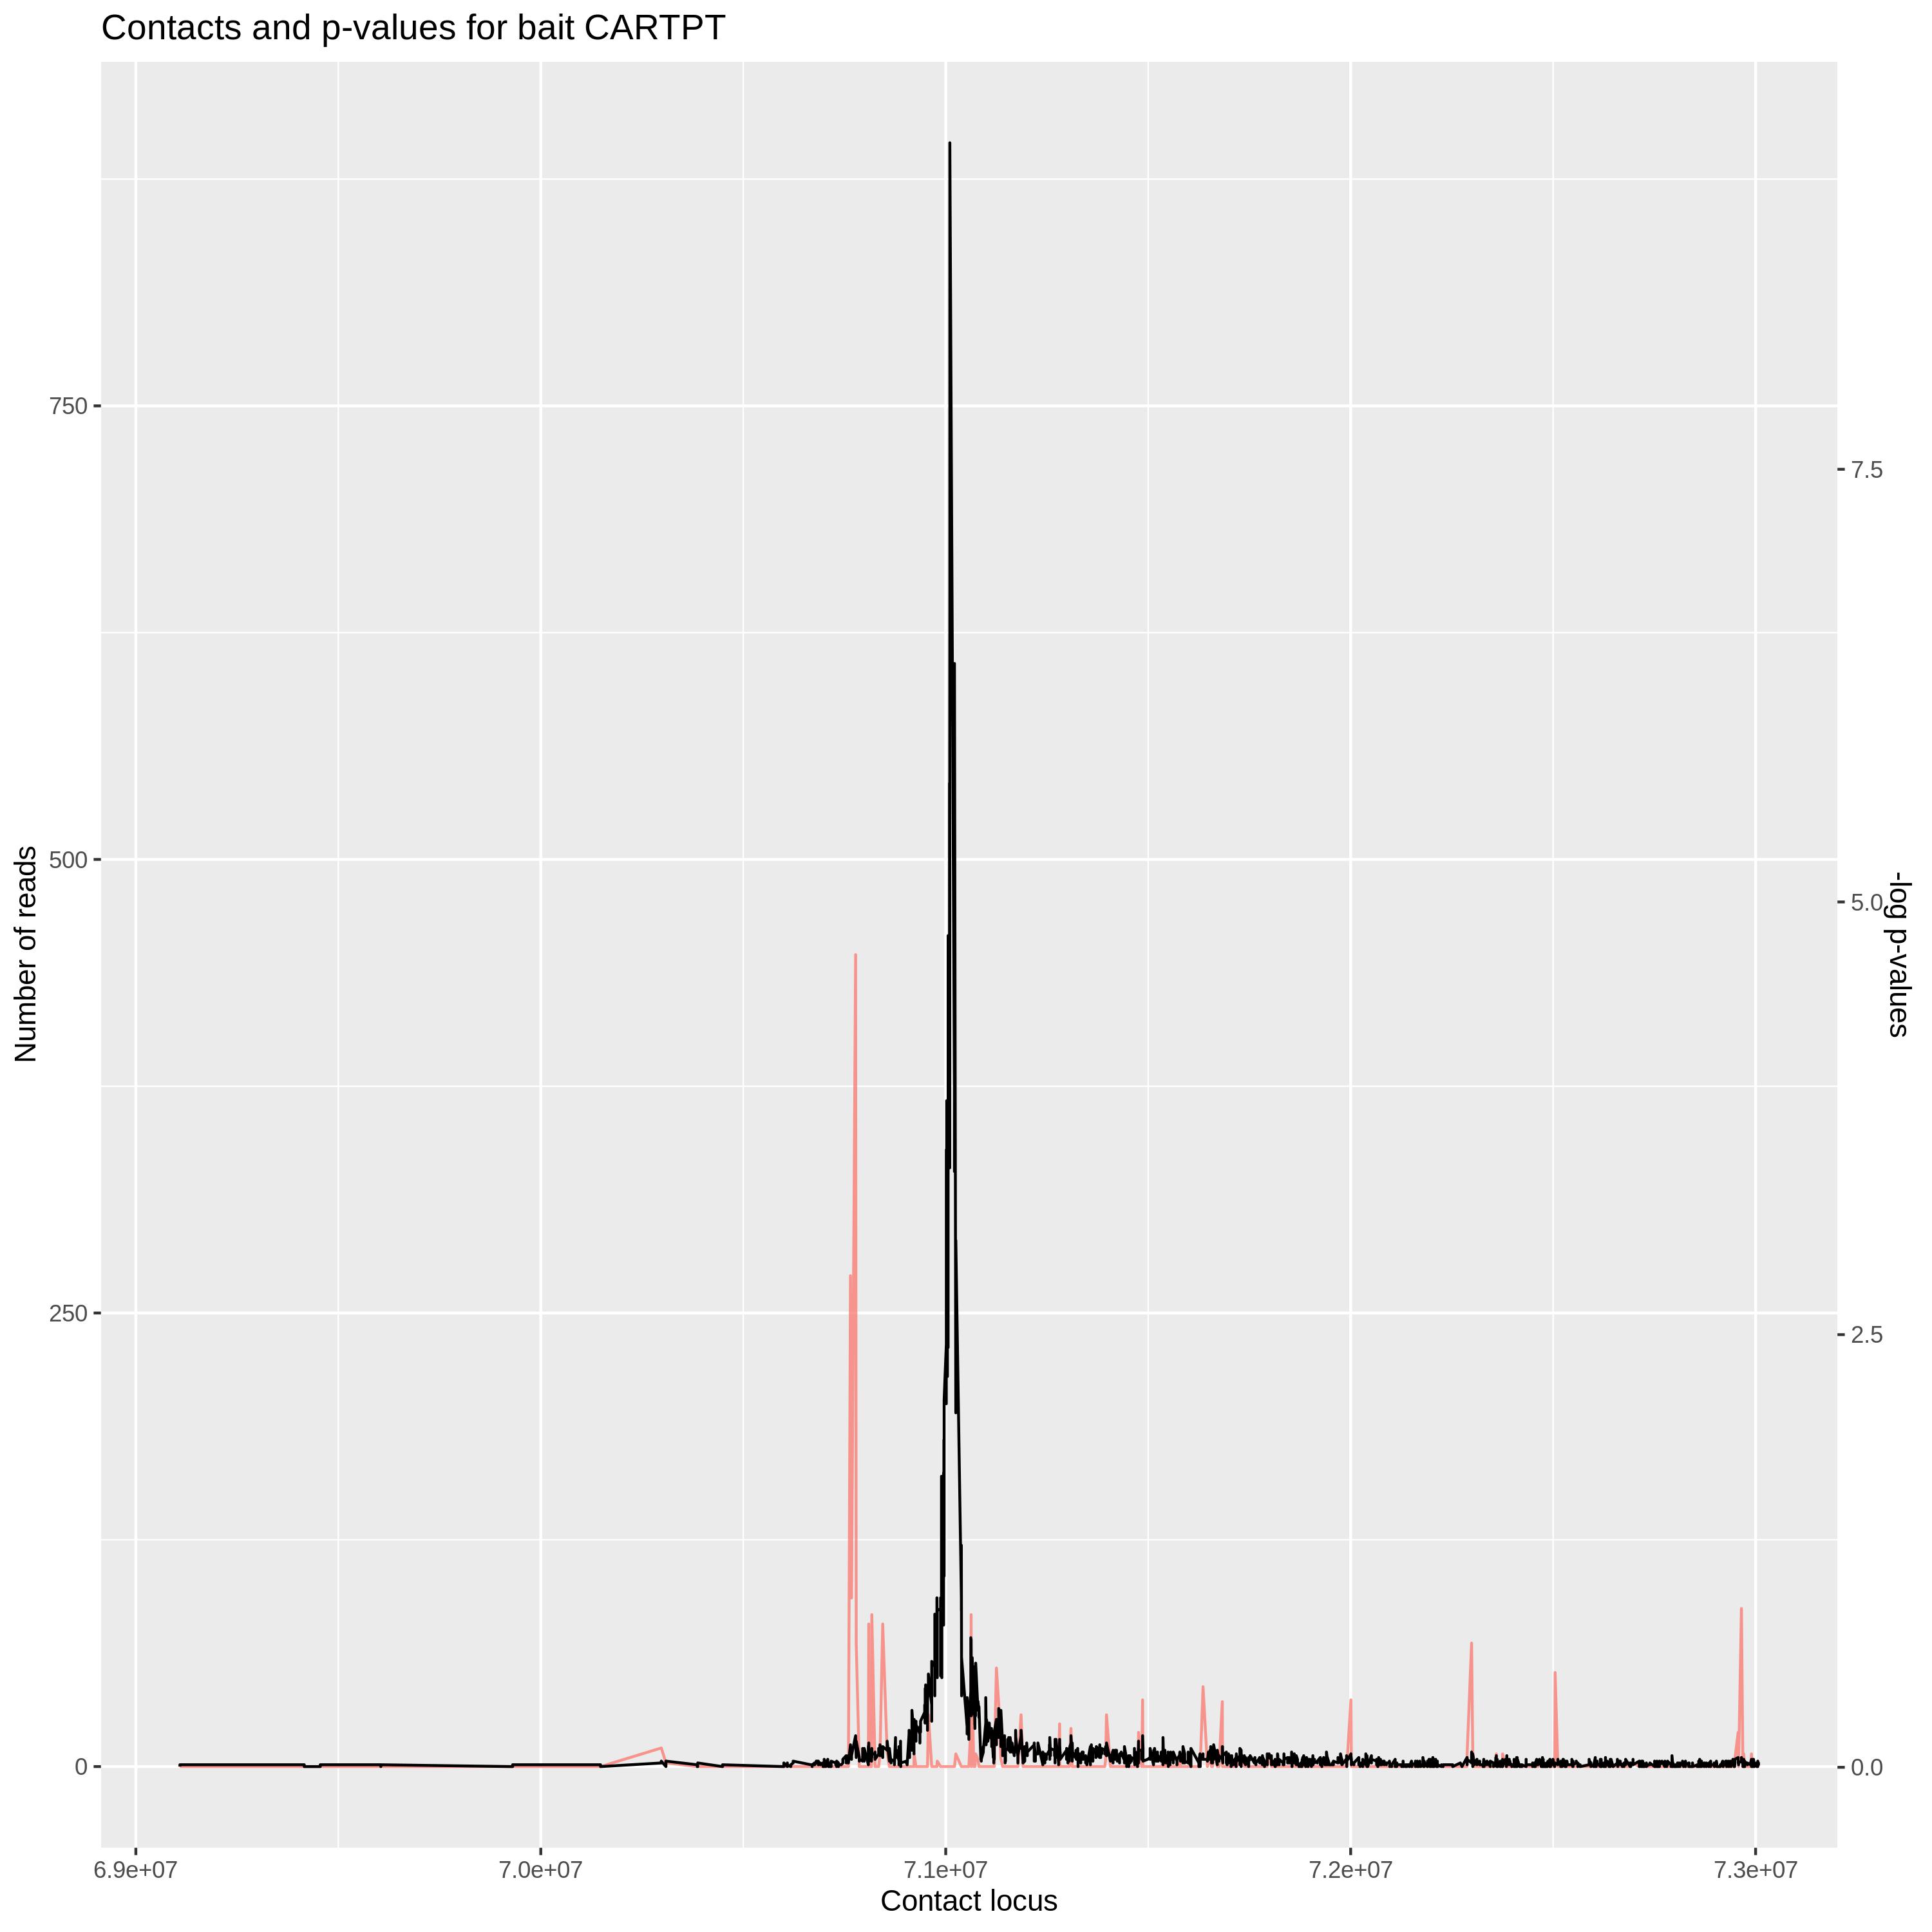 Contacts and p-values for bait CARTPT
Number of reads
750
500
250
0
7.5
5.0
2.5
0.0
-log p-values
6.9e+07
7.0e+07
7.1e+07
7.2e+07
7.3e+07
Contact locus